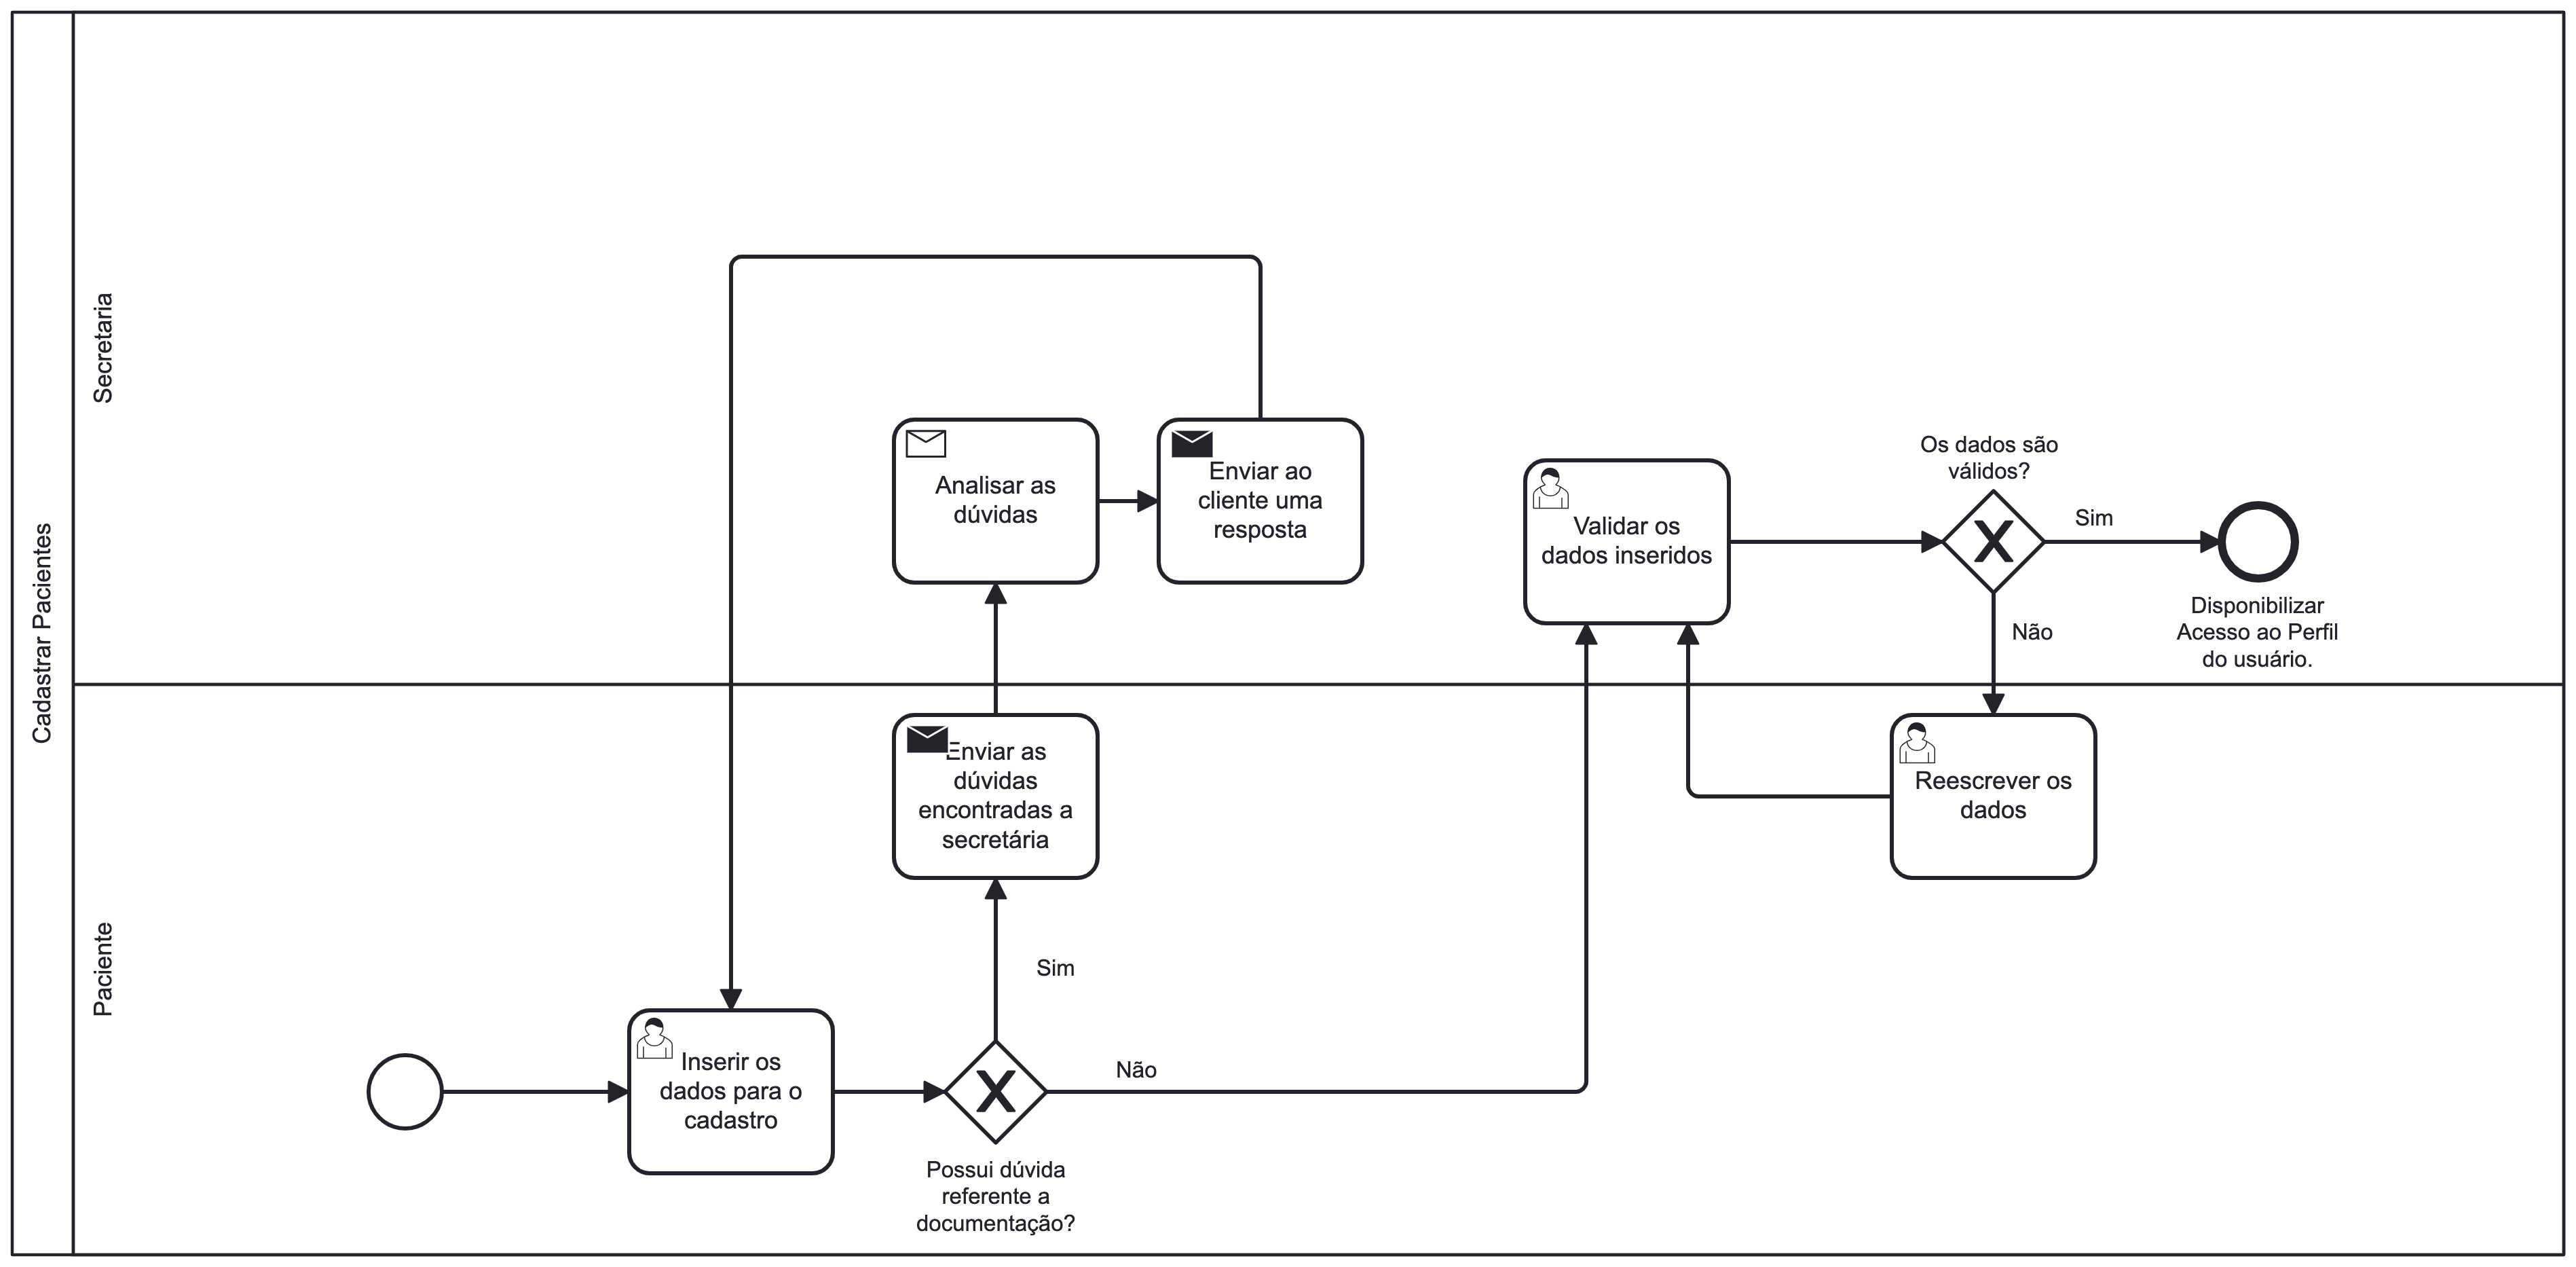 Cadastrar Pacientes
Secretaria
Analisar as
dúvidas
Enviar ao
cliente uma
resposta
Validar os
dados inseridos
Os dados são
válidos?
Sim
Disponibilizar
Acesso ao Perfil
do usuário.
Não
Paciente
Enviar as
dúvidas
encontradas a
secretária
Reescrever os
dados
Sim
Inserir os
dados para o
cadastro
Não
Possui dúvida
referente a
documentação?